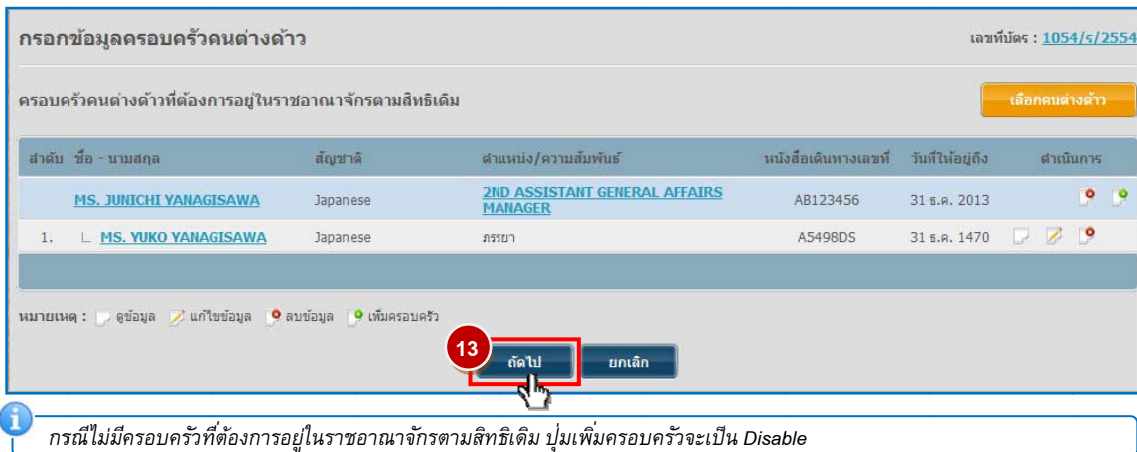 กรอกข้อมูลครอบครัวคนต่างด้าว เลขที่บัตร : 1054/ร/2554
ครอบครัวคนต่างด้าวที่ต้องการอยู่ในราชอาณาจักรตามสิทธิเดิม เลือกคนต่างด้าว
ลำดับ ชื่อ - นามสกุล สัญชาติ ตำแหน่ง/ความสัมพันธ์ หนังสือเดินทางเลขที่ วันที่ให้อยู่ถึง ดำเนินการ
MS. JUNICHI YANAGISAWA Japanese 2ND ASSISTANT GENERAL AFFAIRS MANAGER AB123456 31 ธ.ค. 2013
1. MS. YUKO YANAGISAWA Japanese ภรรยา A5498DS 31 ธ.ค. 1470
หมายเหตุ : ดูข้อมูล แก้ไขข้อมูล ลบข้อมูล เพิ่มครอบครัว
13 ถัดไป ยกเลิก
กรณีไม่มีครอบครัวที่ต้องการอยู่ในราชอาณาจักรตามสิทธิเดิม ปุ่มเพิ่มครอบครัวจะเป็น Disable